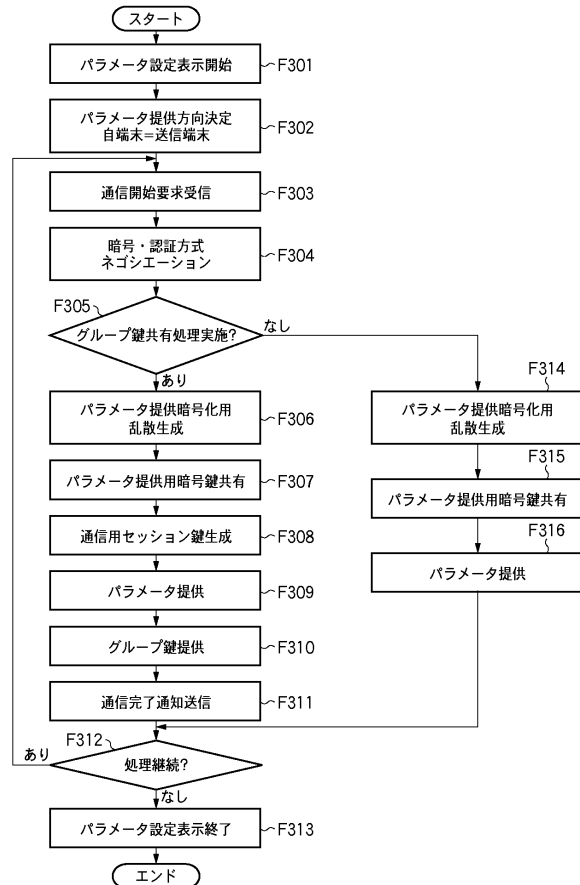 スタート
パラメータ設定表示開始
F301
パラメータ提供方向決定
自端末=送信端末
F302
通信開始要求受信
F303
暗号・認証方式
ネゴシエーション
F304
F305
グループ鍵共有処理実施?
なし
あり
パラメータ提供暗号化用
乱散生成
F306
パラメータ提供用暗号鍵共有
F307
通信用セッション鍵生成
F308
パラメータ提供
F309
グループ鍵提供
F310
通信完了通知送信
F311
F314
パラメータ提供暗号化用
乱散生成
F315
パラメータ提供用暗号鍵共有
F316
パラメータ提供
F312
あり
処理継続?
なし
パラメータ設定表示終了
F313
エンド